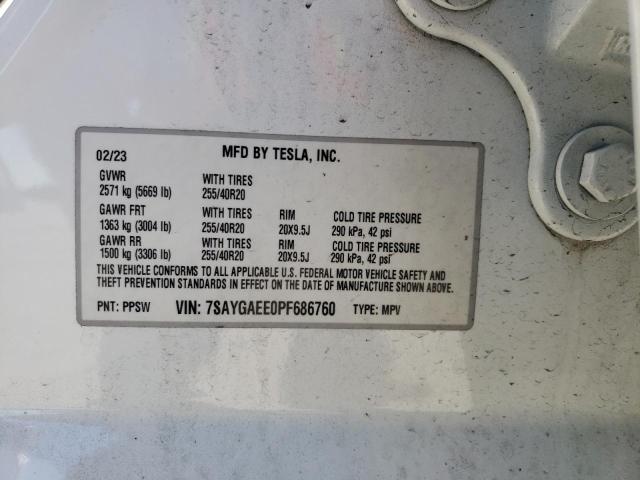 02/23 MFD BY TESLA, INC.
GVWR WITH TIRES
2571 kg (5669 lb) 255/40R20
GAWR FRT WITH TIRES RIM COLD TIRE PRESSURE
1363 kg (3004 lb) 255/40R20 20X9.5J 290 kPa, 42 psi
GAWR RR WITH TIRES RIM COLD TIRE PRESSURE
1500 kg (3306 lb) 255/40R20 20X9.5J 290 kPa, 42 psi
THIS VEHICLE CONFORMS TO ALL APPLICABLE U.S. FEDERAL MOTOR VEHICLE SAFETY AND
THEFT PREVENTION STANDARDS IN EFFECT ON THE DATE OF MANUFACTURE SHOWN ABOVE.
PNT: PPSW VIN: 7SAYGAEE0PF686760 TYPE: MPV